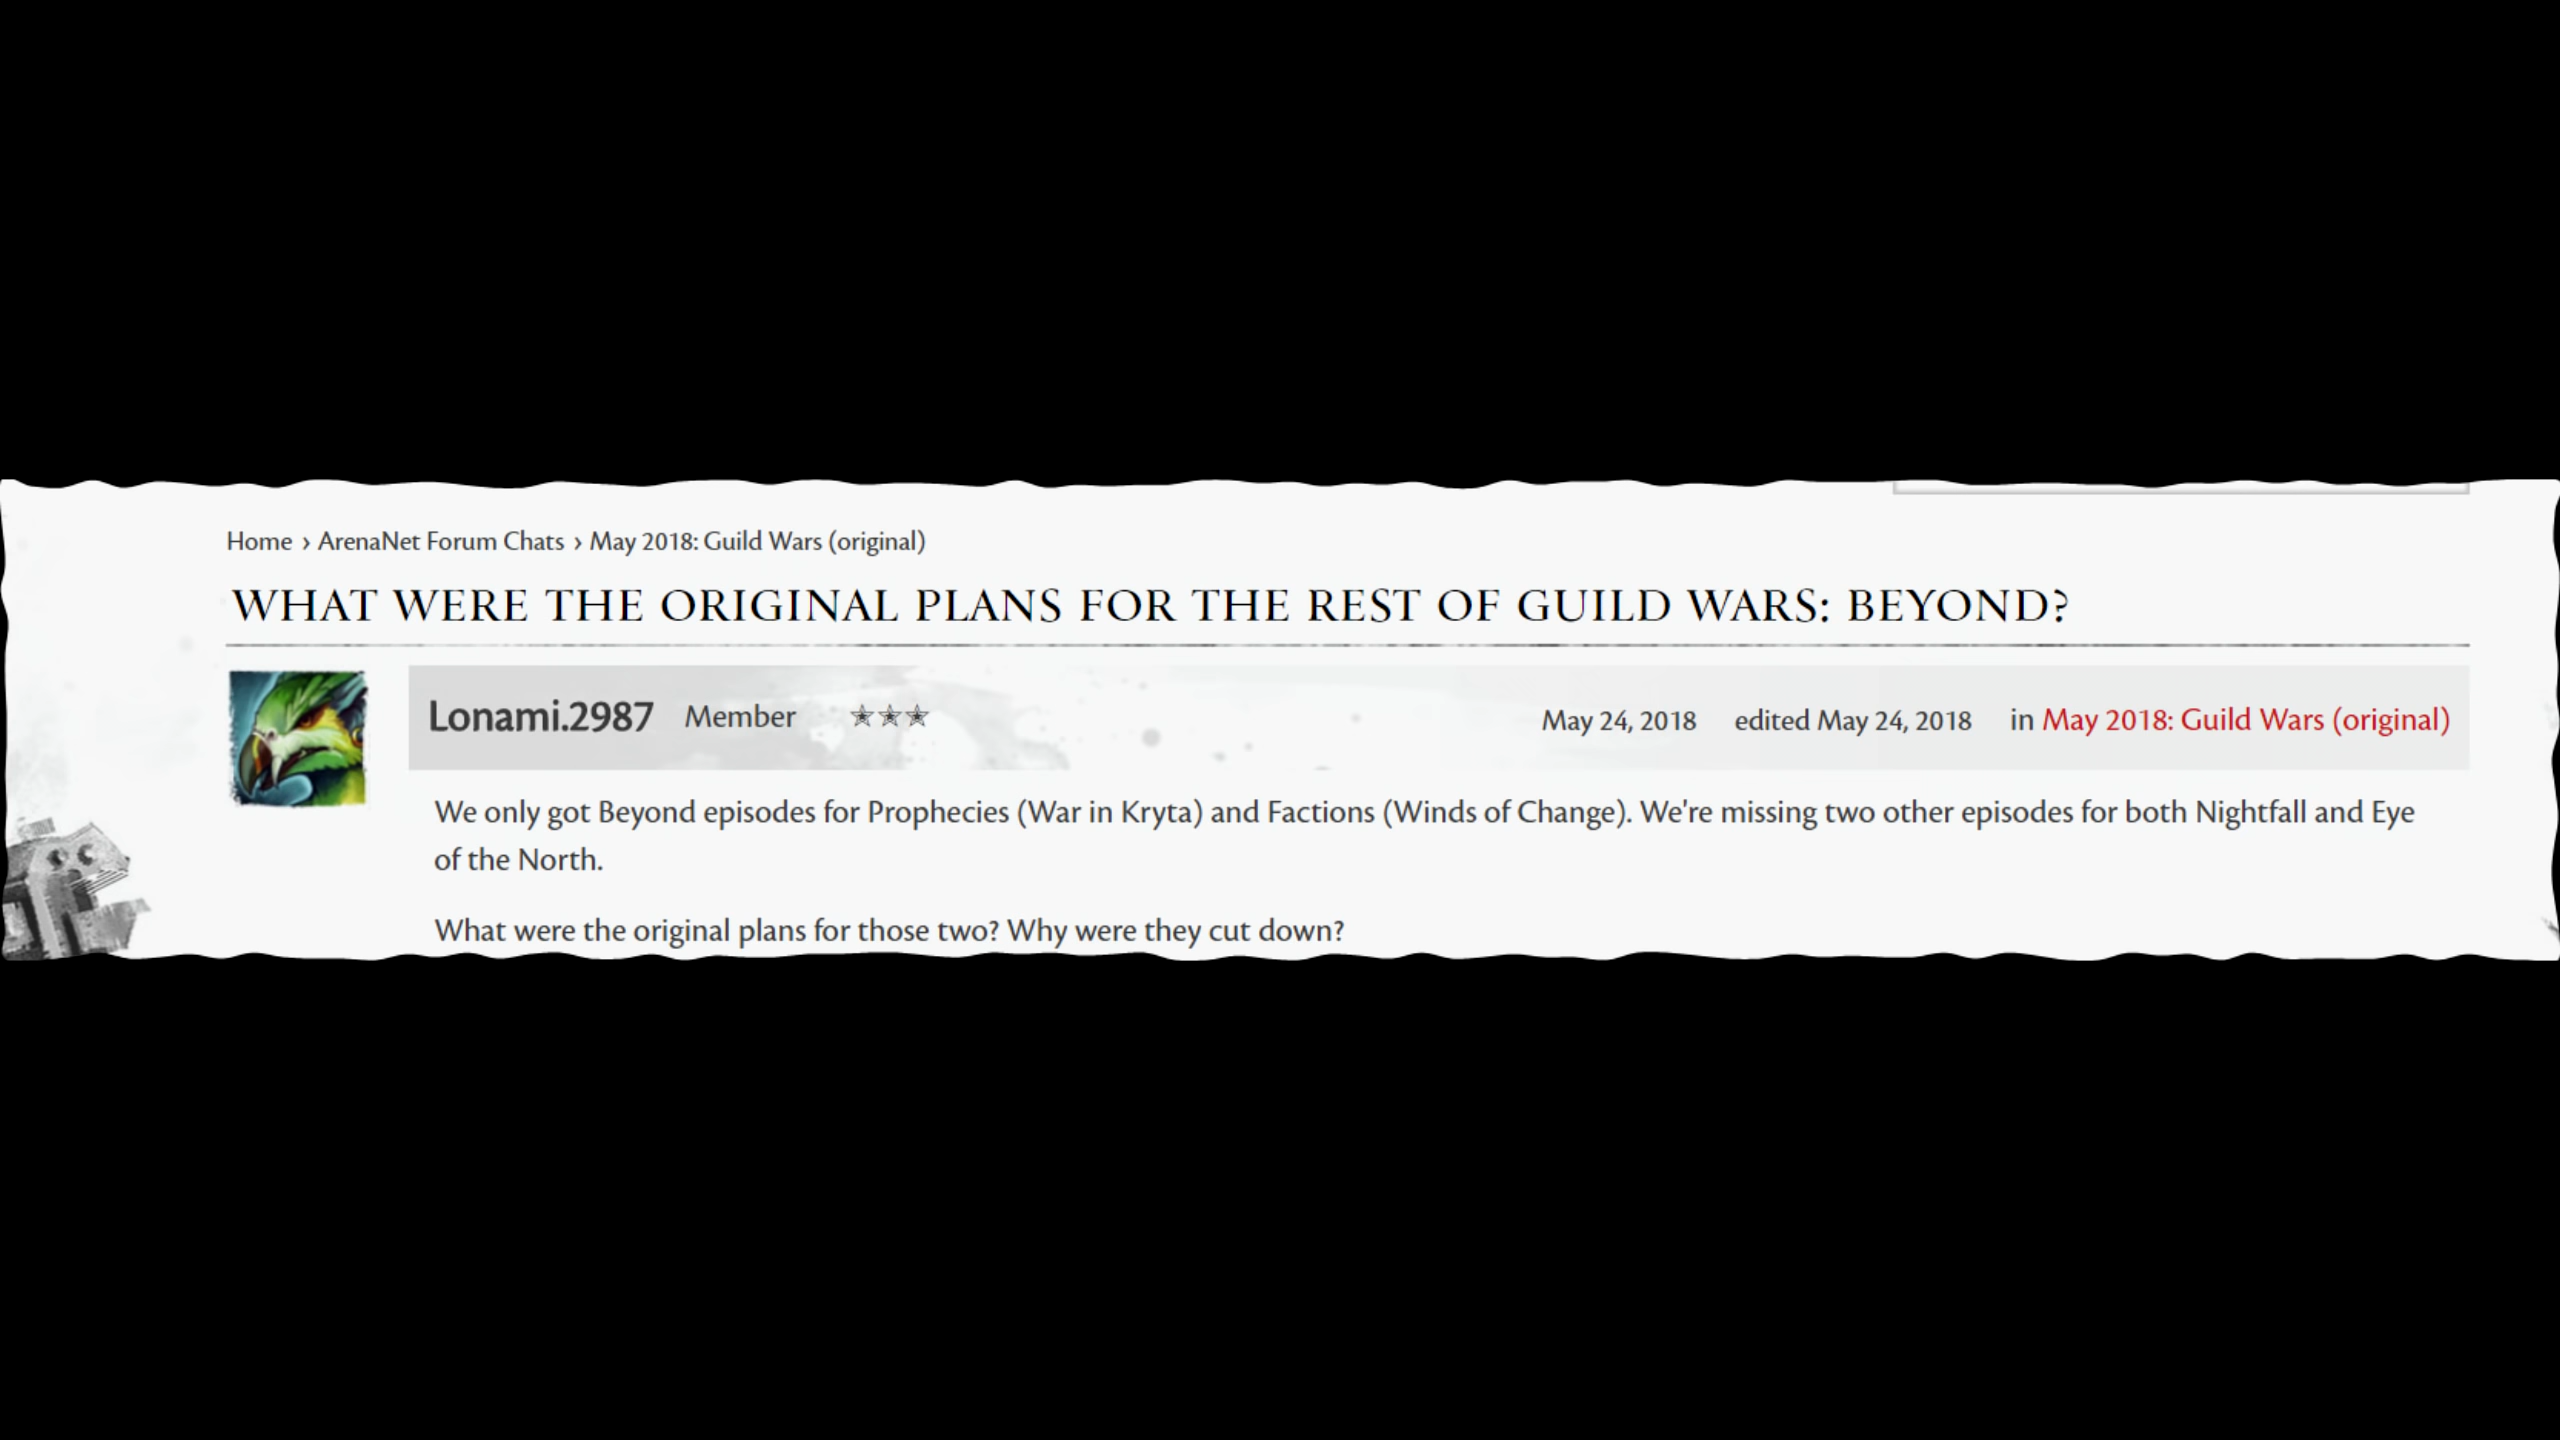 Home › ArenaNet Forum Chats › May 2018: Guild Wars (original)
WHAT WERE THE ORIGINAL PLANS FOR THE REST OF GUILD WARS: BEYOND?
Lonami.2987 Member ✭✭✭ May 24, 2018 edited May 24, 2018 in May 2018: Guild Wars (original)
We only got Beyond episodes for Prophecies (War in Kryta) and Factions (Winds of Change). We're missing two other episodes for both Nightfall and Eye
of the North.
What were the original plans for those two? Why were they cut down?